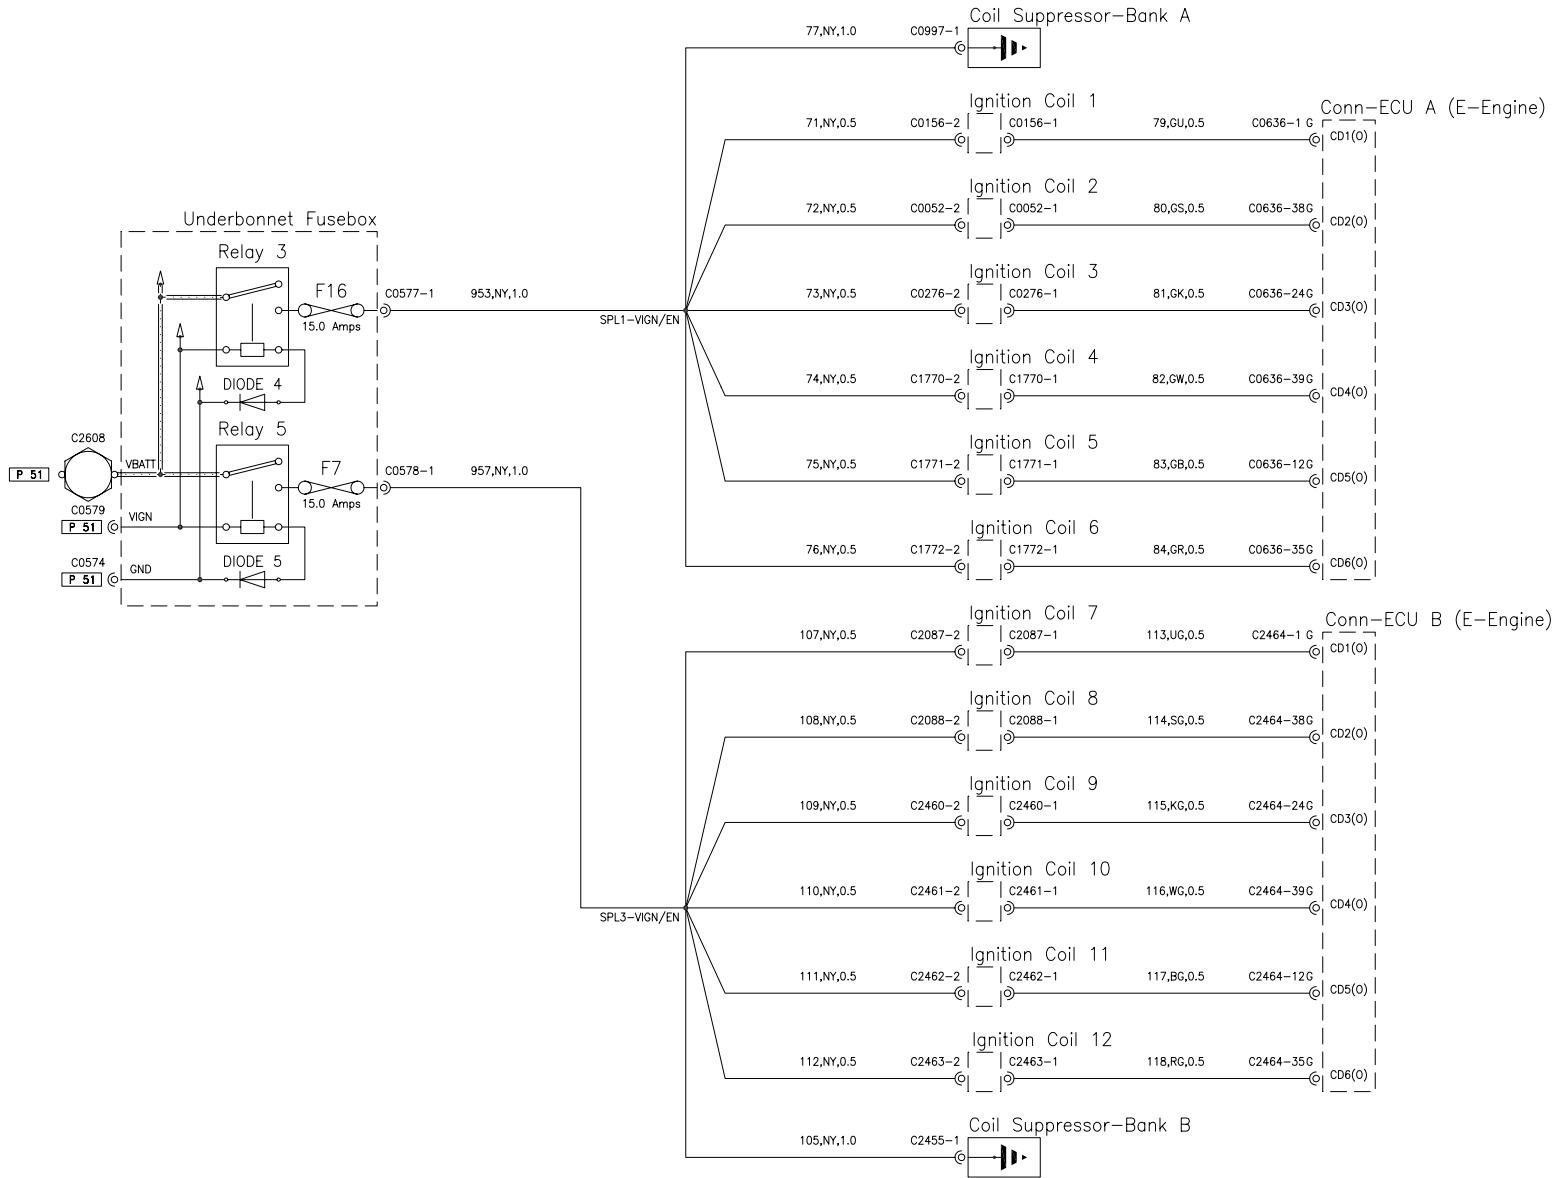 Coil Suppressor-Bank A
77,NY,1.0 C0997-1
Ignition Coil 1
Conn-ECU A (E-Engine)
71,NY,0.5 C0156-2 C0156-1 79,GU,0.5 C0636-1 G
CD1(O)
Ignition Coil 2
72,NY,0.5 C0052-2 C0052-1 80,GS,0.5 C0636-38G
CD2(O)
Underbonnet Fusebox
Relay 3
Ignition Coil 3
F16
C0577-1 953,NY,1.0
73,NY,0.5 C0276-2 C0276-1 81,GK,0.5 C0636-24G
CD3(O)
15.0 Amps
SPL1-VIGN/EN
Ignition Coil 4
74,NY,0.5 C1770-2 C1770-1 82,GW,0.5 C0636-39G
CD4(O)
DIODE 4
Relay 5
C2608
Ignition Coil 5
VBATT
P 51
F7
C0578-1 957,NY,1.0
75,NY,0.5 C1771-2 C1771-1 83,GB,0.5 C0636-12G
CD5(O)
15.0 Amps
C0579
VIGN
P 51
Ignition Coil 6
76,NY,0.5 C1772-2 C1772-1 84,GR,0.5 C0636-35G
CD6(O)
C0574
DIODE 5
GND
P 51
Ignition Coil 7
Conn-ECU B (E-Engine)
107,NY,0.5 C2087-2 C2087-1 113,UG,0.5 C2464-1 G
CD1(O)
Ignition Coil 8
108,NY,0.5 C2088-2 C2088-1 114,SG,0.5 C2464-38G
CD2(O)
Ignition Coil 9
109,NY,0.5 C2460-2 C2460-1 115,KG,0.5 C2464-24G
CD3(O)
Ignition Coil 10
110,NY,0.5 C2461-2 C2461-1 116,WG,0.5 C2464-39G
CD4(O)
SPL3-VIGN/EN
Ignition Coil 11
111,NY,0.5 C2462-2 C2462-1 117,BG,0.5 C2464-12G
CD5(O)
Ignition Coil 12
112,NY,0.5 C2463-2 C2463-1 118,RG,0.5 C2464-35G
CD6(O)
Coil Suppressor-Bank B
105,NY,1.0 C2455-1